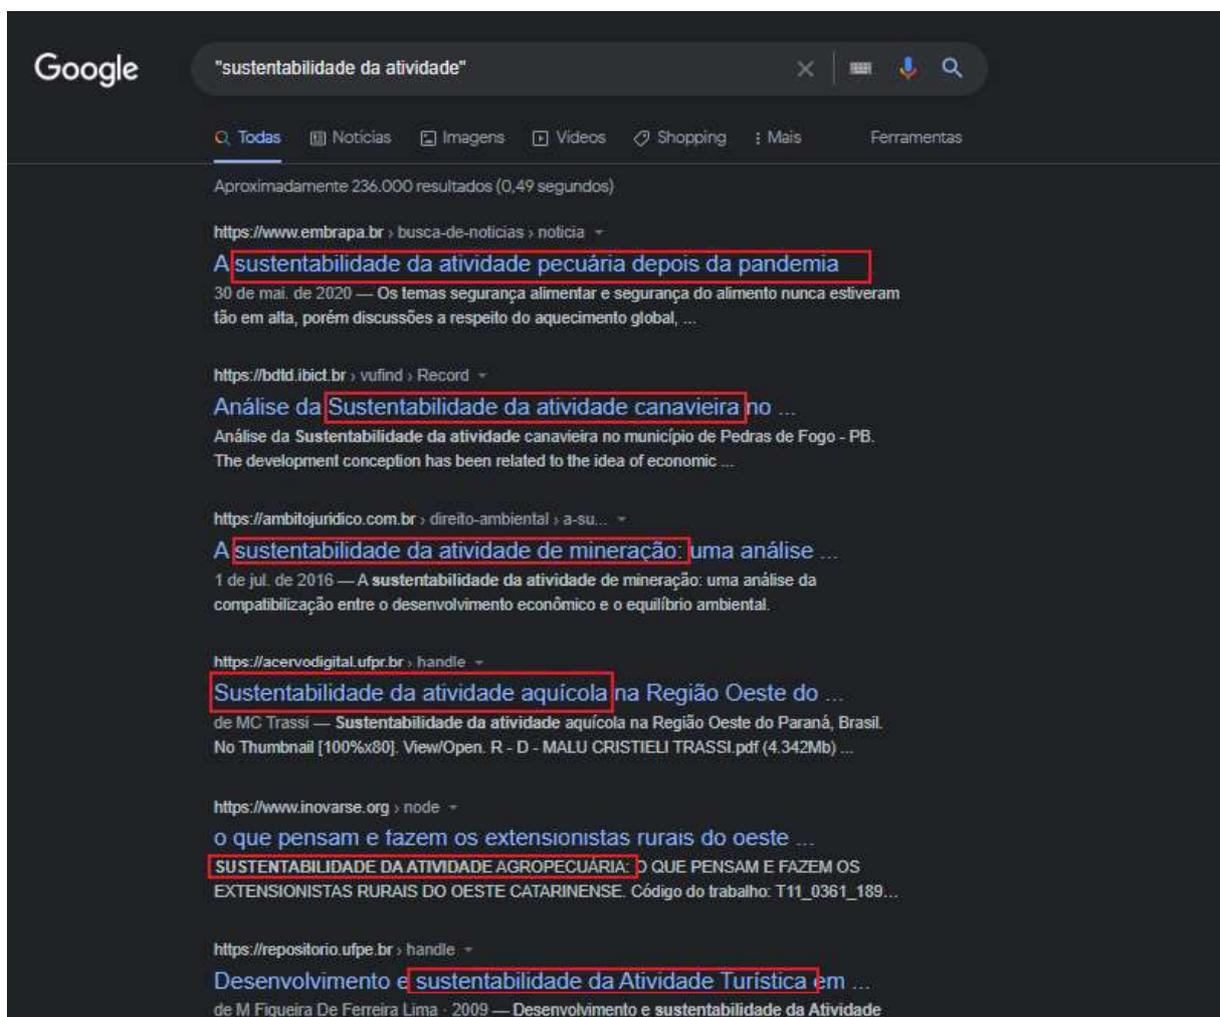 Google
"sustentabilidade da atividade"
Todas Notícias Imagens Vídeos Shopping Mais Ferramentas
Aproximadamente 236.000 resultados (0,49 segundos)
https://www.embrapa.br › busca-de-noticias › noticia
A sustentabilidade da atividade pecuária depois da pandemia
30 de mai. de 2020 — Os temas segurança alimentar e segurança do alimento nunca estiveram
tão em alta, porém discussões a respeito do aquecimento global, ...
https://bdtd.ibict.br › vufind › Record
Análise da Sustentabilidade da atividade canavieira no ...
Análise da Sustentabilidade da atividade canavieira no município de Pedras de Fogo - PB.
The development conception has been related to the idea of economic ...
https://ambitojuridico.com.br › direito-ambiental › a-su...
A sustentabilidade da atividade de mineração: uma análise ...
1 de jul. de 2016 — A sustentabilidade da atividade de mineração: uma análise da
compatibilização entre o desenvolvimento econômico e o equilíbrio ambiental.
https://acervodigital.ufpr.br › handle
Sustentabilidade da atividade aquícola na Região Oeste do ...
de MC Trassi — Sustentabilidade da atividade aquícola na Região Oeste do Paraná, Brasil.
No Thumbnail [100%x80]. View/Open. R - D - MALU CRISTIELI TRASSI.pdf (4.342Mb) ...
https://www.inovarse.org › node
o que pensam e fazem os extensionistas rurais do oeste ...
SUSTENTABILIDADE DA ATIVIDADE AGROPECUÁRIA: O QUE PENSAM E FAZEM OS
EXTENSIONISTAS RURAIS DO OESTE CATARINENSE. Código do trabalho: T11_0361_189...
https://repositorio.ufpe.br › handle
Desenvolvimento e sustentabilidade da Atividade Turística em ...
de M Figueira De Ferreira Lima · 2009 — Desenvolvimento e sustentabilidade da Atividade